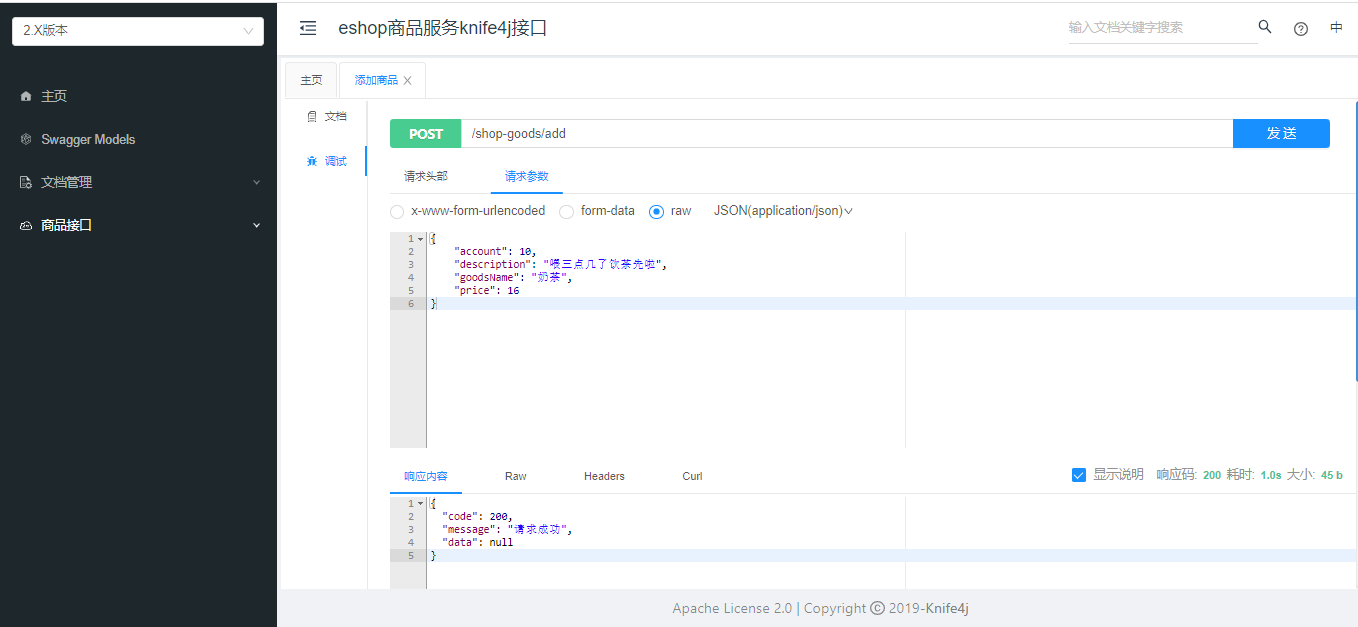 2.X版本
主页
Swagger Models
文档管理
商品接口
eshop商品服务knife4j接口
输入文档关键字搜索
中
主页
添加商品
文档
调试
POST /shop-goods/add 发 送
请求头部 请求参数
x-www-form-urlencoded form-data raw JSON(application/json)
1 {
2 "account": 10,
3 "description": "喂三点几了饮茶先啦",
4 "goodsName": "奶茶",
5 "price": 16
6 }
响应内容 Raw Headers Curl 显示说明 响应码: 200 耗时: 1.0s 大小: 45 b
1 {
2 "code": 200,
3 "message": "请求成功",
4 "data": null
5 }
Apache License 2.0 | Copyright © 2019-Knife4j